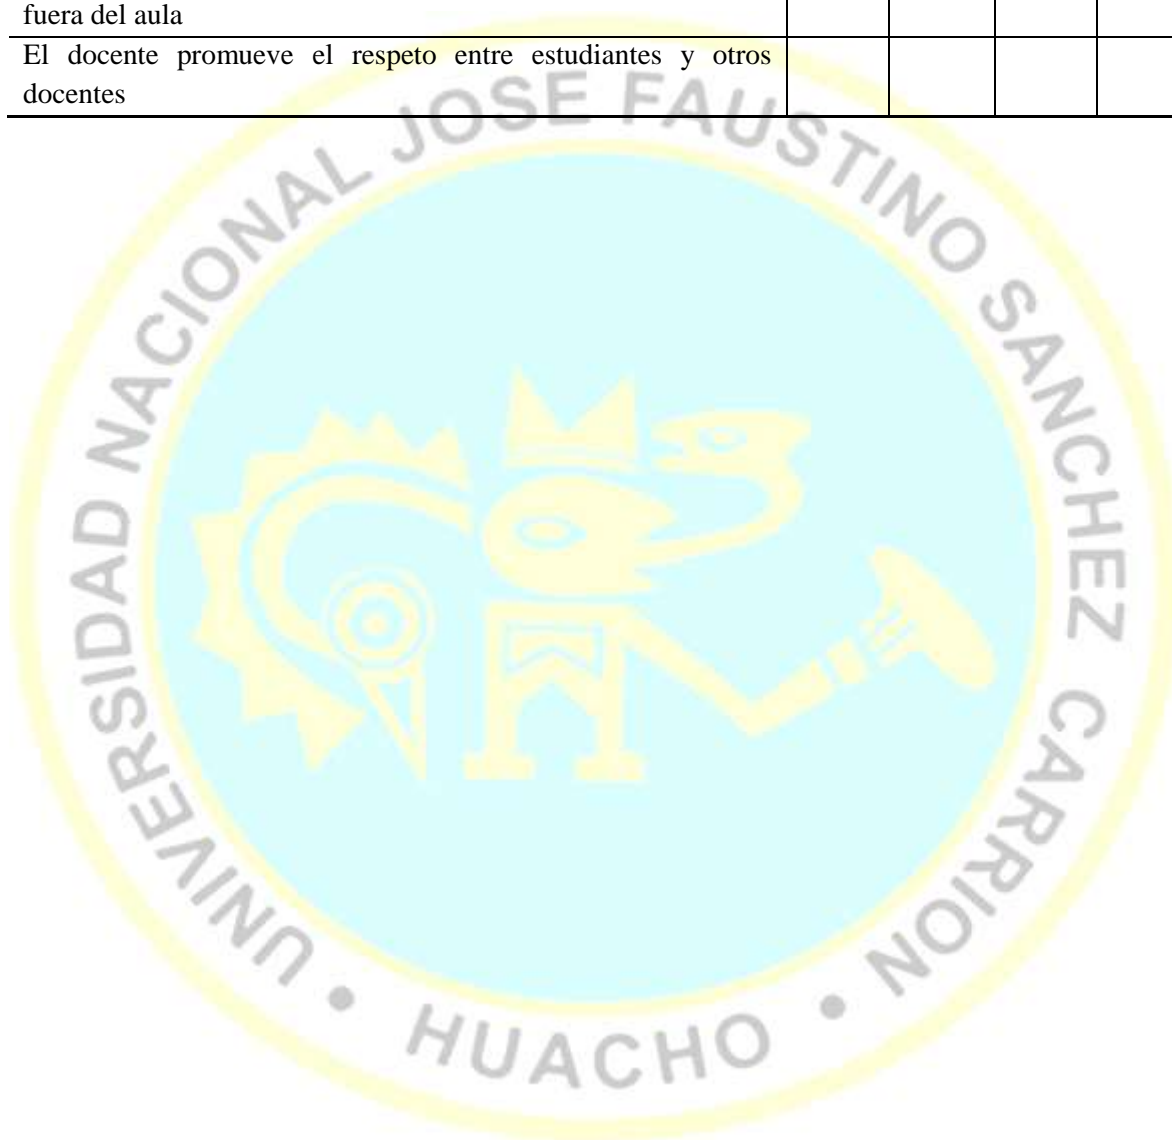 fuera del aula
El docente promueve el respeto entre estudiantes y otros
docentes
UNIVERSIDAD NACIONAL JOSE FAUSTINO SANCHEZ CARRION
• HUACHO •